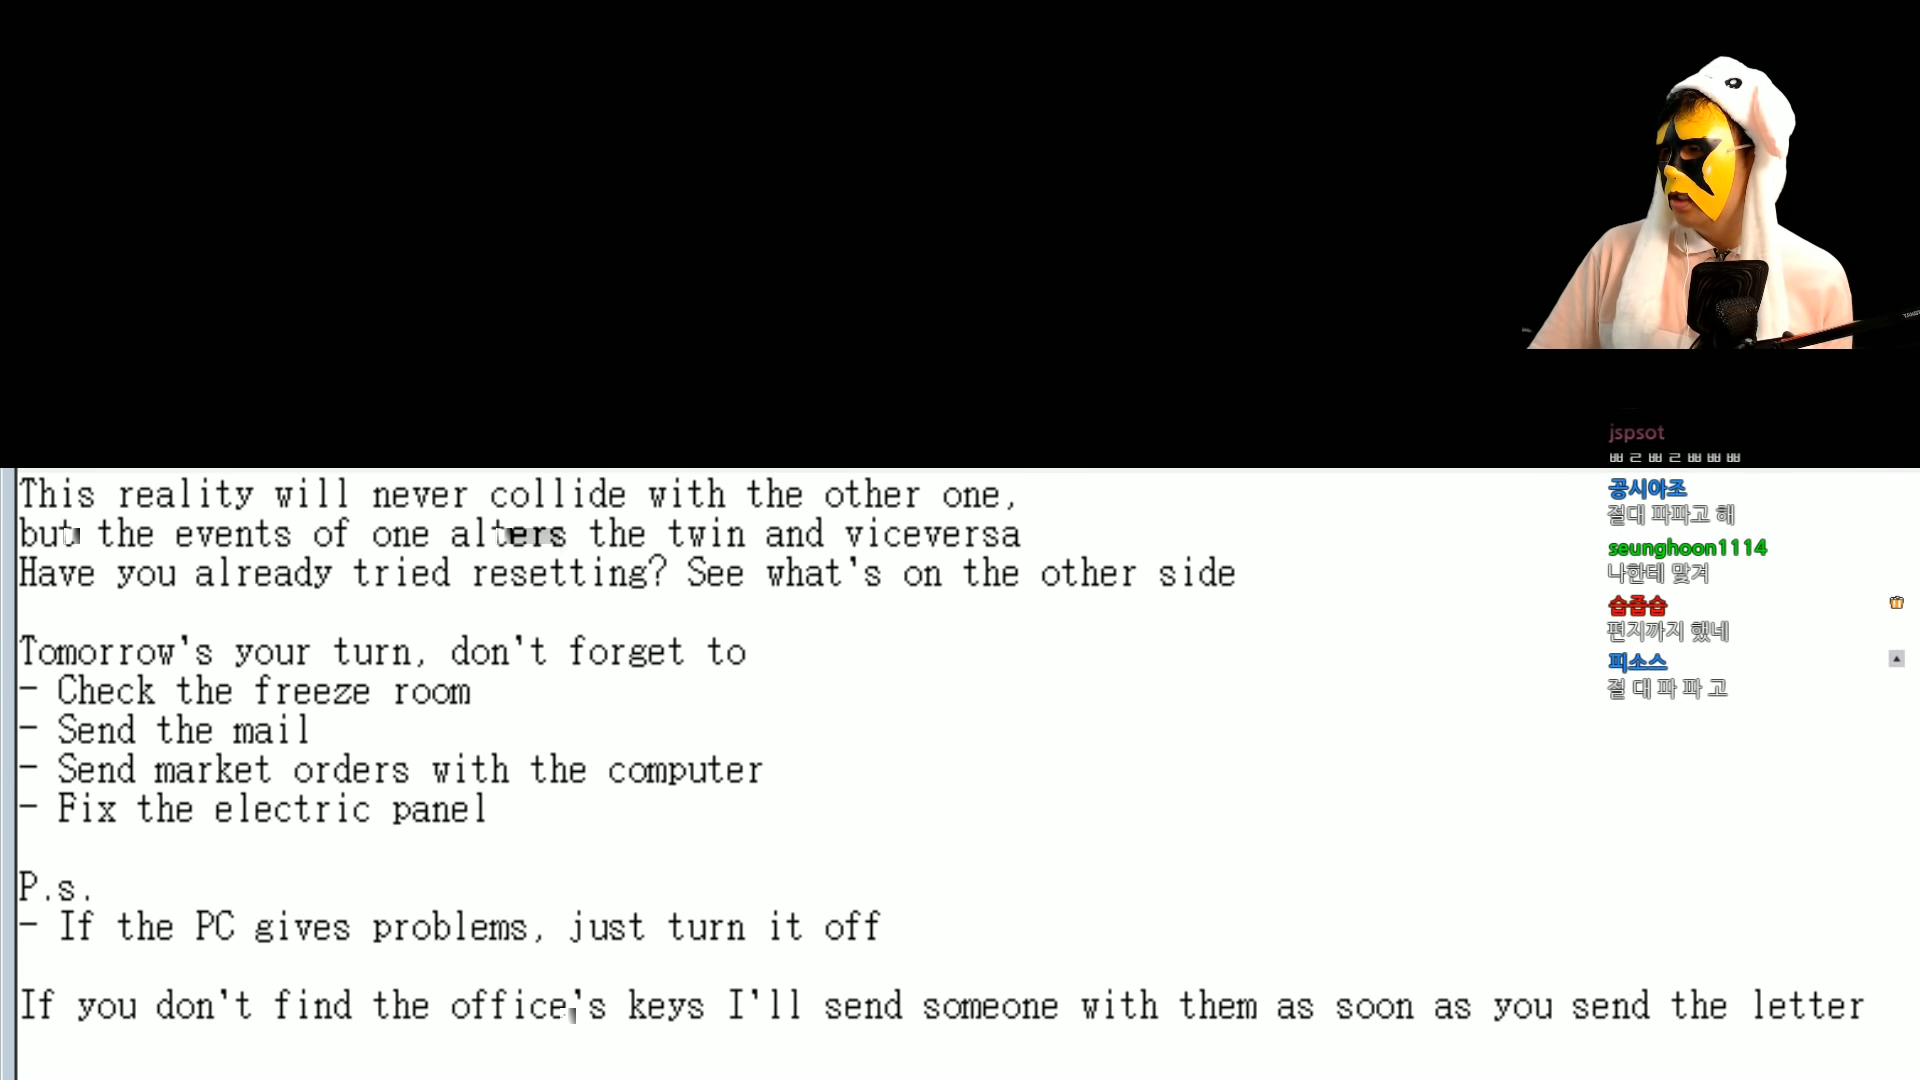 jspsot
ㅃㄹㅃㄹㅃㅃㅃ
공시아조
절대 파파고 해
seunghoon1114
나한테 맞겨
습좁습
편지까지 했네
피소스
절 대 파 파 고
This reality will never collide with the other one,
but the events of one alters the twin and viceversa
Have you already tried resetting? See what's on the other side
Tomorrow's your turn, don't forget to
- Check the freeze room
- Send the mail
- Send market orders with the computer
- Fix the electric panel
P.s.
- If the PC gives problems, just turn it off
If you don't find the office's keys I'll send someone with them as soon as you send the letter